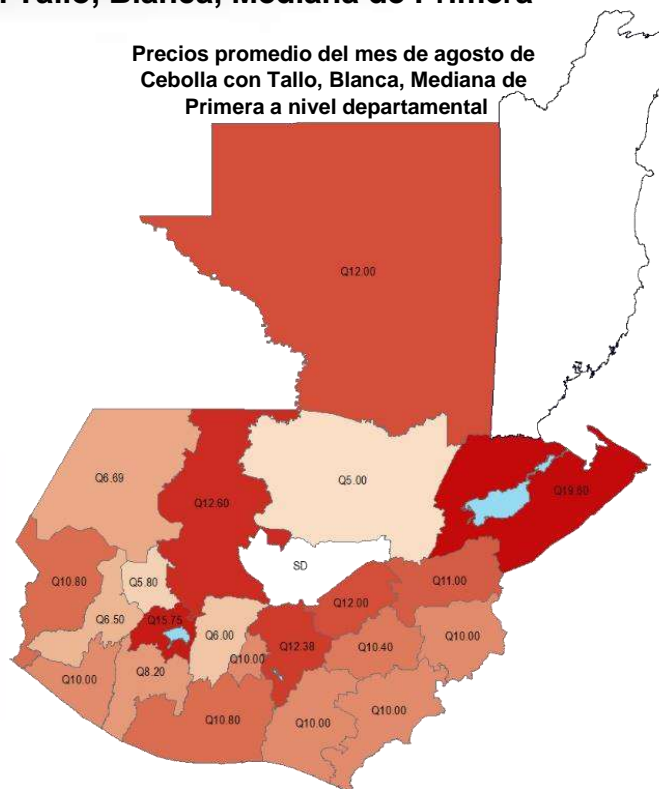 Tallo, Blanca, Mediana de Primera
Precios promedio del mes de agosto de
Cebolla con Tallo, Blanca, Mediana de
Primera a nivel departamental
Q12.00
Q6.69
Q12.60
Q5.00
Q19.50
SD
Q10.80
Q5.80
Q11.00
Q12.00
Q6.50
Q15.75
Q6.00
Q12.38
Q10.00
Q10.40
Q10.00
Q8.20
Q10.00
Q10.80
Q10.00
Q10.00